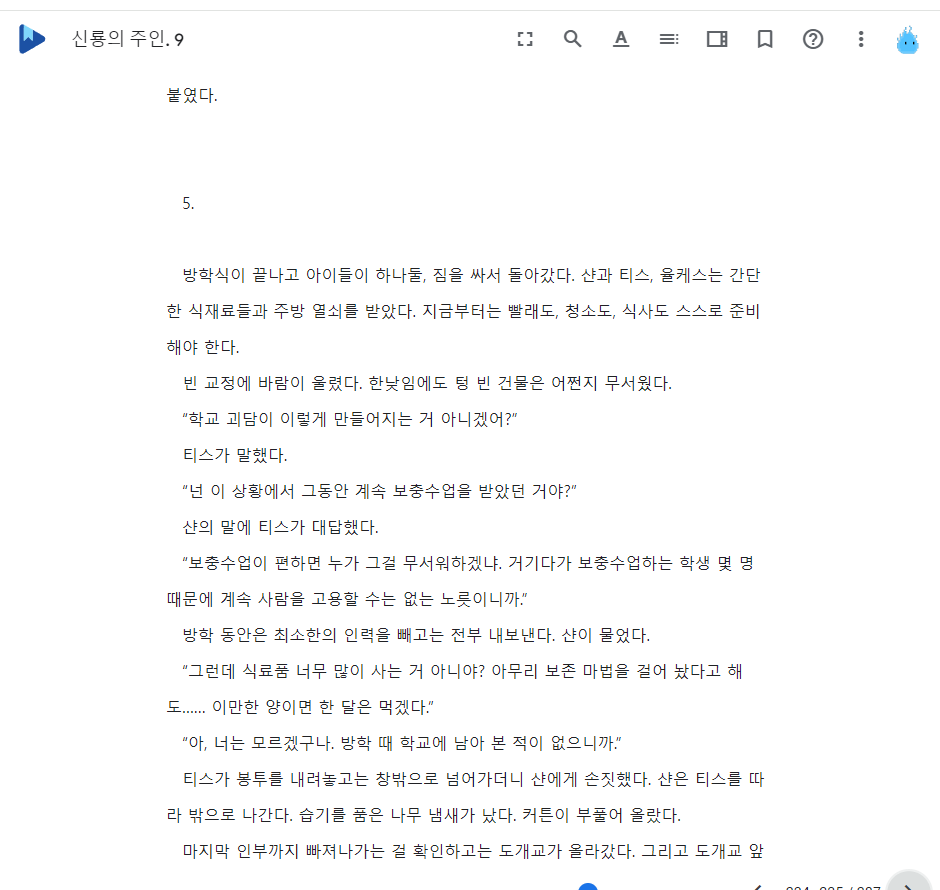 신룡의 주인. 9
붙였다.
5.
방학식이 끝나고 아이들이 하나둘, 짐을 싸서 돌아갔다. 샨과 티스, 율케스는 간단
한 식재료들과 주방 열쇠를 받았다. 지금부터는 빨래도, 청소도, 식사도 스스로 준비
해야 한다.
빈 교정에 바람이 울렸다. 한낮임에도 텅 빈 건물은 어쩐지 무서웠다.
“학교 괴담이 이렇게 만들어지는 거 아니겠어?”
티스가 말했다.
“넌 이 상황에서 그동안 계속 보충수업을 받았던 거야?”
샨의 말에 티스가 대답했다.
“보충수업이 편하면 누가 그걸 무서워하겠냐. 거기다가 보충수업하는 학생 몇 명
때문에 계속 사람을 고용할 수는 없는 노릇이니까.”
방학 동안은 최소한의 인력을 빼고는 전부 내보낸다. 샨이 물었다.
“그런데 식료품 너무 많이 사는 거 아니야? 아무리 보존 마법을 걸어 놨다고 해
도…… 이만한 양이면 한 달은 먹겠다.”
“아, 너는 모르겠구나. 방학 때 학교에 남아 본 적이 없으니까.”
티스가 봉투를 내려놓고는 창밖으로 넘어가더니 샨에게 손짓했다. 샨은 티스를 따
라 밖으로 나간다. 습기를 품은 나무 냄새가 났다. 커튼이 부풀어 올랐다.
마지막 인부까지 빠져나가는 걸 확인하고는 도개교가 올라갔다. 그리고 도개교 앞